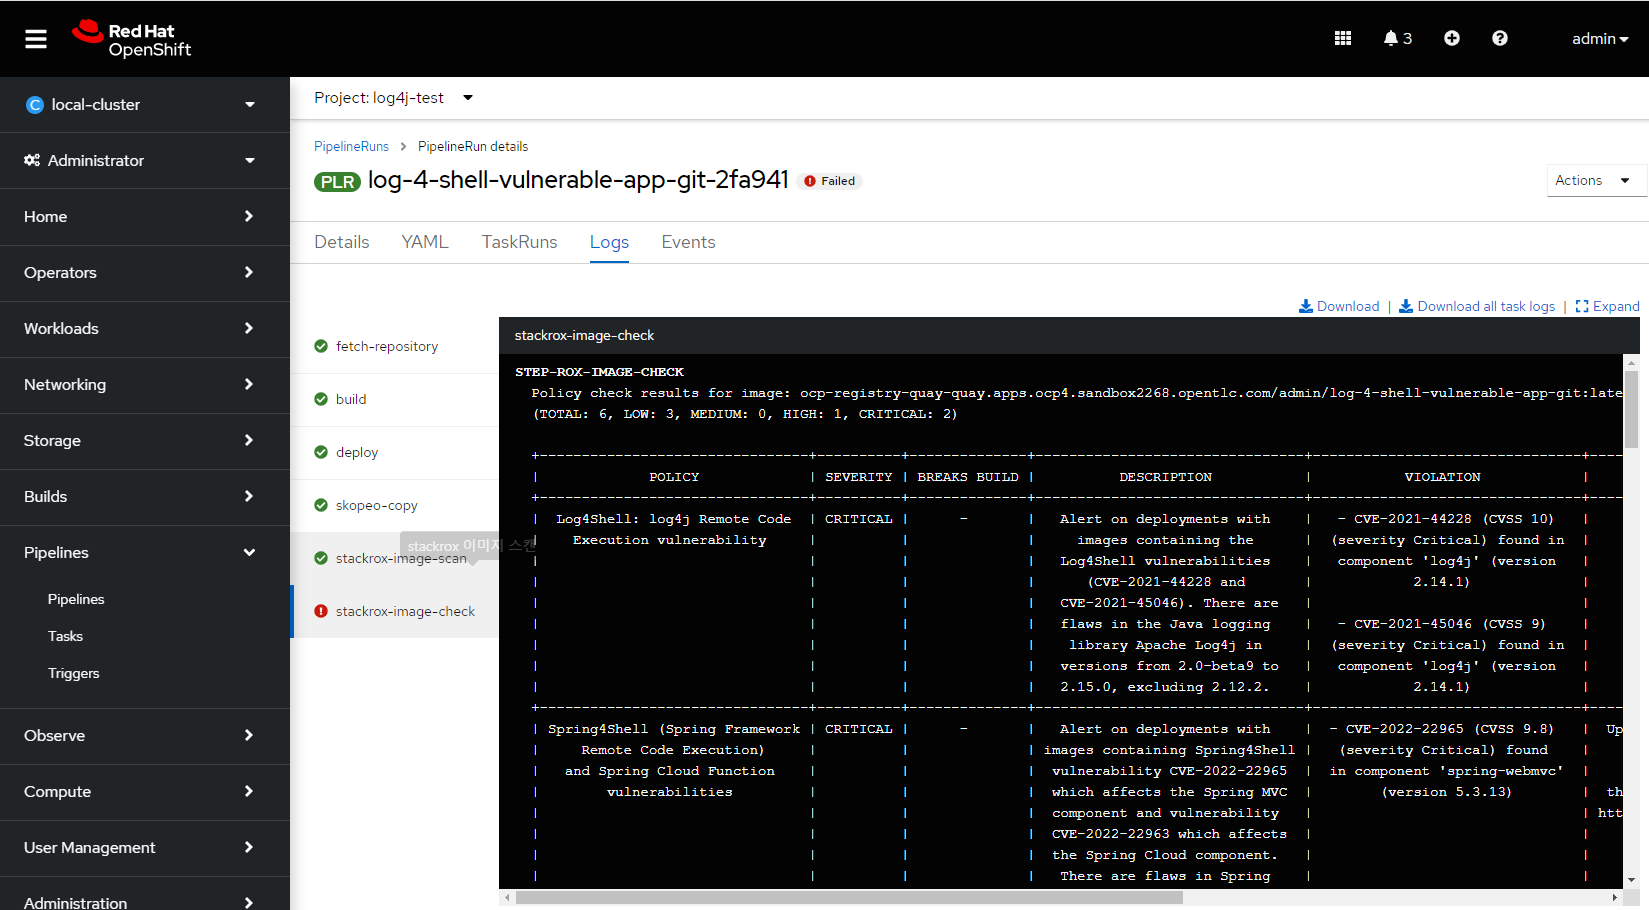 Red Hat
OpenShift
3
admin
C local-cluster
Administrator
Home
Operators
Workloads
Networking
Storage
Builds
Pipelines
Pipelines
Tasks
Triggers
Observe
Compute
User Management
Administration
Project: log4j-test
PipelineRuns > PipelineRun details
PLR log-4-shell-vulnerable-app-git-2fa941 Failed
Actions
Details YAML TaskRuns Logs Events
Download | Download all task logs | Expand
fetch-repository
build
deploy
skopeo-copy
stackrox 이미지 스캔
stackrox-image-scan
stackrox-image-check
stackrox-image-check
STEP-ROX-IMAGE-CHECK
Policy check results for image: ocp-registry-quay-quay.apps.ocp4.sandbox2268.opentlc.com/admin/log-4-shell-vulnerable-app-git:late
(TOTAL: 6, LOW: 3, MEDIUM: 0, HIGH: 1, CRITICAL: 2)
| POLICY | SEVERITY | BREAKS BUILD | DESCRIPTION | VIOLATION |
| Log4Shell: log4j Remote Code | CRITICAL | - | Alert on deployments with | - CVE-2021-44228 (CVSS 10) |
| Execution vulnerability | | | images containing the | (severity Critical) found in |
| | | | Log4Shell vulnerabilities | component 'log4j' (version |
| | | | (CVE-2021-44228 and | 2.14.1) |
| | | | CVE-2021-45046). There are | |
| | | | flaws in the Java logging | - CVE-2021-45046 (CVSS 9) |
| | | | library Apache Log4j in | (severity Critical) found in |
| | | | versions from 2.0-beta9 to | component 'log4j' (version |
| | | | 2.15.0, excluding 2.12.2. | 2.14.1) |
| Spring4Shell (Spring Framework | CRITICAL | - | Alert on deployments with | - CVE-2022-22965 (CVSS 9.8) | Up
| Remote Code Execution) | | | images containing Spring4Shell | (severity Critical) found |
| and Spring Cloud Function | | | vulnerability CVE-2022-22965 | in component 'spring-webmvc' |
| vulnerabilities | | | which affects the Spring MVC | (version 5.3.13) | th
| | | | component and vulnerability | | htt
| | | | CVE-2022-22963 which affects | |
| | | | the Spring Cloud component. | |
| | | | There are flaws in Spring | |